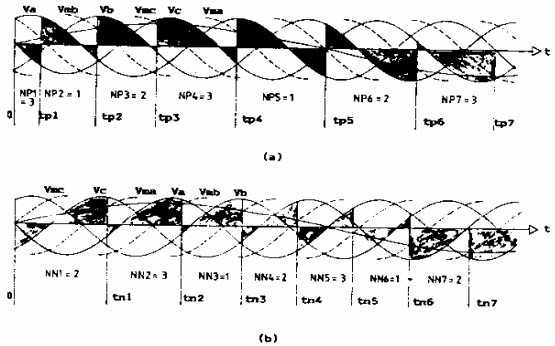 Va Vmb Vb Vmc Vc Vma
t
NP1 = 3 NP2 = 1 NP3 = 2 NP4 = 3 NP5 = 1 NP6 = 2 NP7 = 3
0 tp1 tp2 tp3 tp4 tp5 tp6 tp7
(a)
Vmc Vc Vma Va Vmb Vb
t
NN1 = 2 NN2 = 3 NN3 = 1 NN4 = 2 NN5 = 3 NN6 = 1 NN7 = 2
0 tn1 tn2 tn3 tn4 tn5 tn6 tn7
(b)